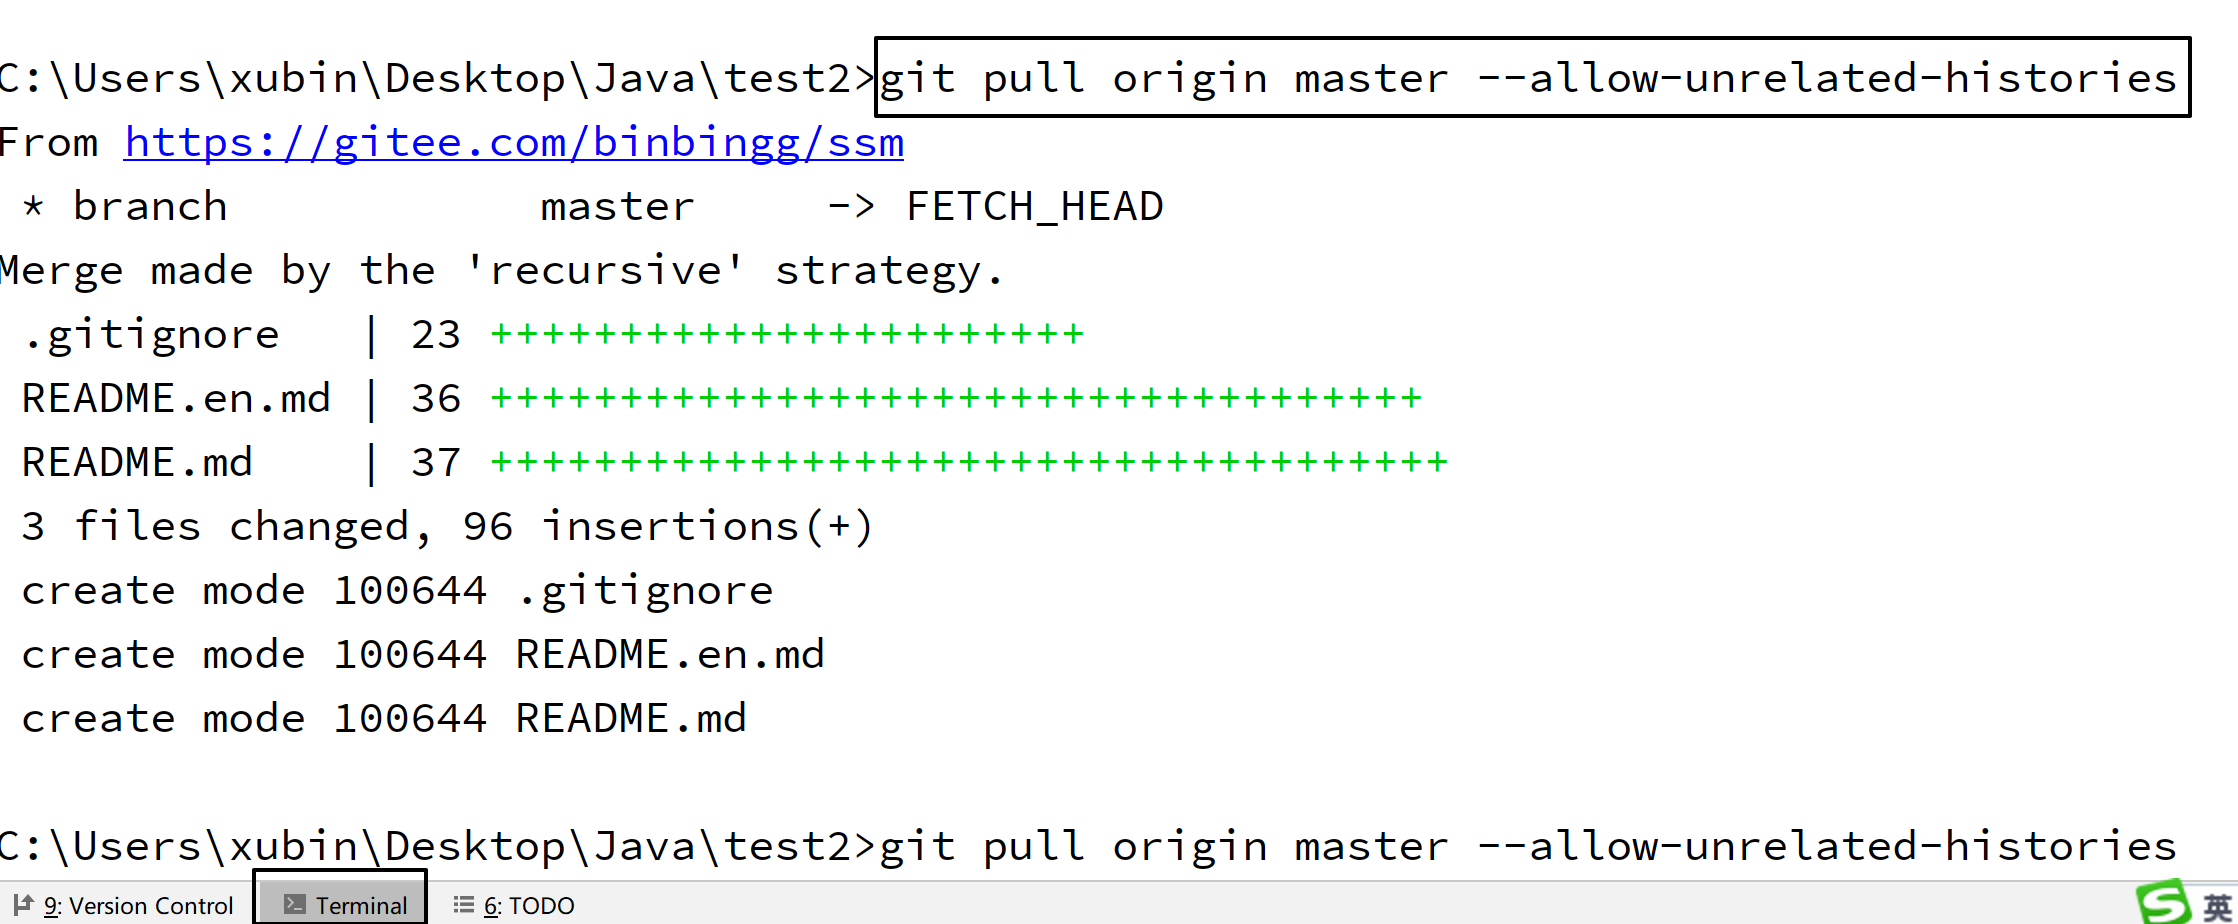 C:\Users\xubin\Desktop\Java\test2>git pull origin master --allow-unrelated-histories
From https://gitee.com/binbingg/ssm
 * branch            master     -> FETCH_HEAD
Merge made by the 'recursive' strategy.
 .gitignore   | 23 +++++++++++++++++++++++
 README.en.md | 36 ++++++++++++++++++++++++++++++++++++
 README.md    | 37 +++++++++++++++++++++++++++++++++++++
 3 files changed, 96 insertions(+)
 create mode 100644 .gitignore
 create mode 100644 README.en.md
 create mode 100644 README.md
C:\Users\xubin\Desktop\Java\test2>git pull origin master --allow-unrelated-histories
9: Version Control Terminal 6: TODO S 英